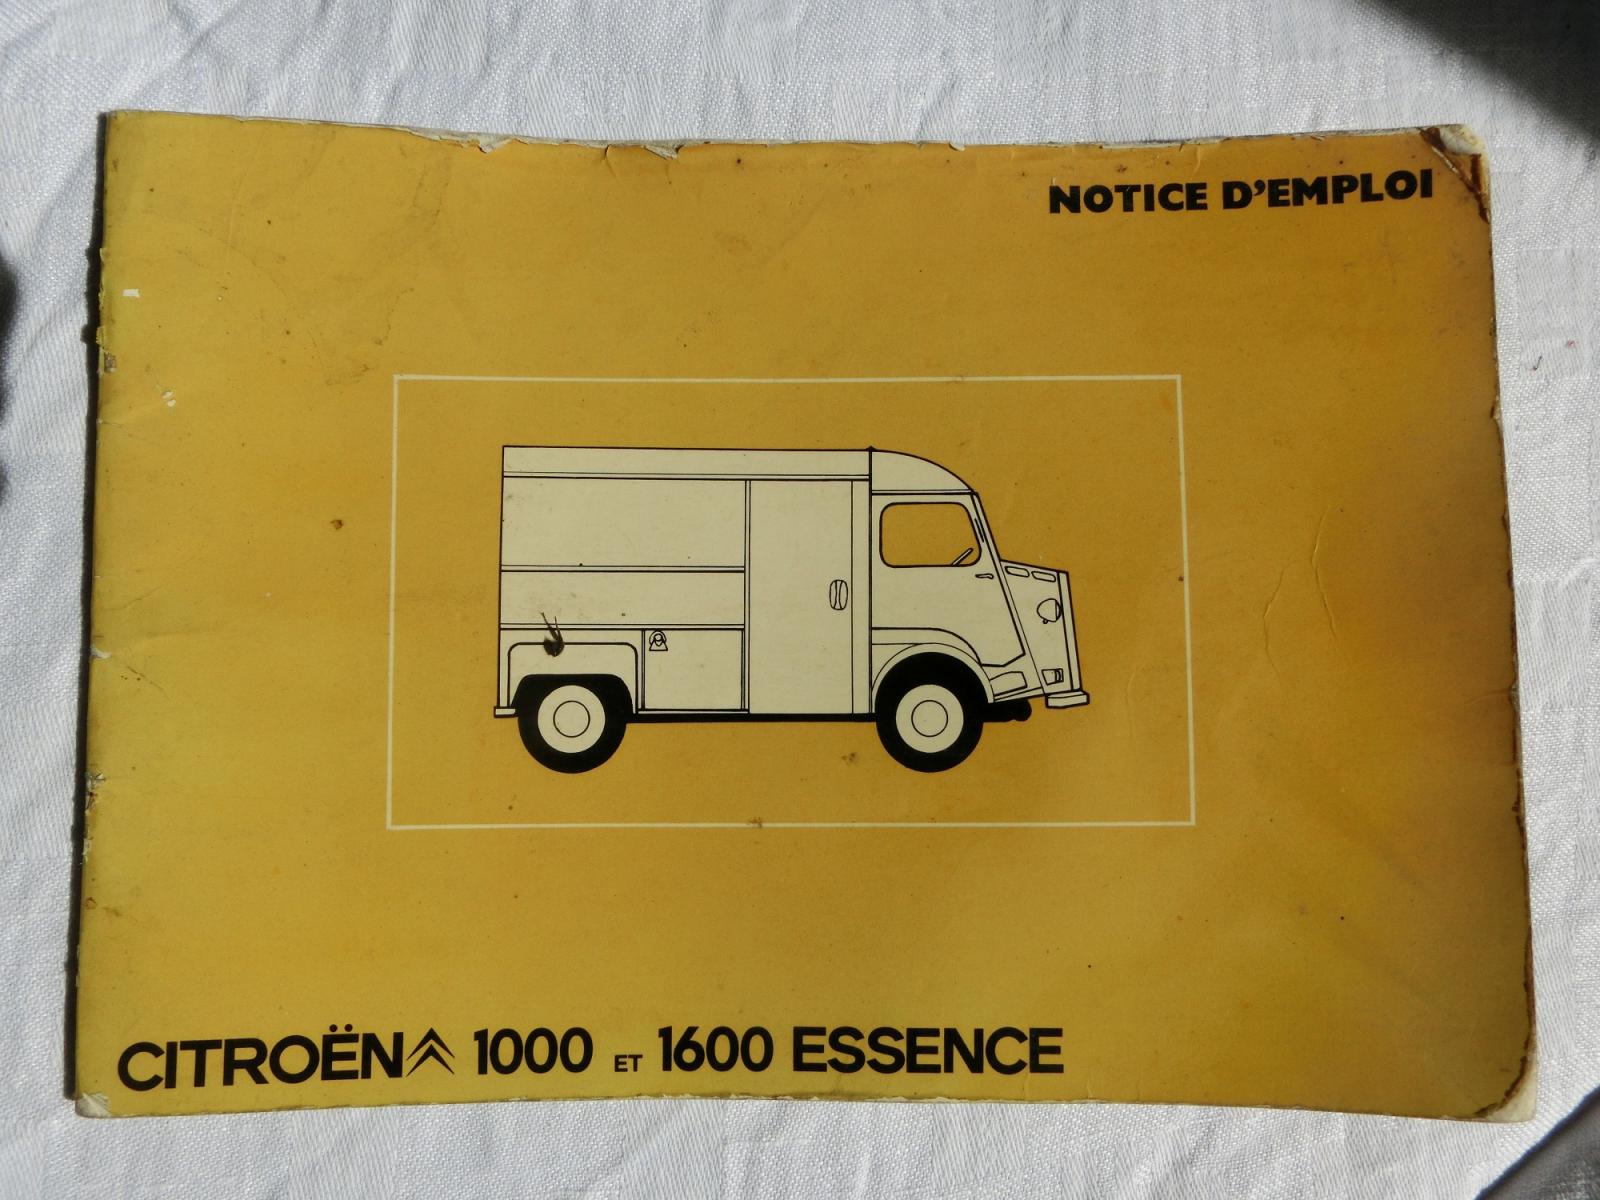 NOTICE D'EMPLOI
CITROËN 1000 ET 1600 ESSENCE